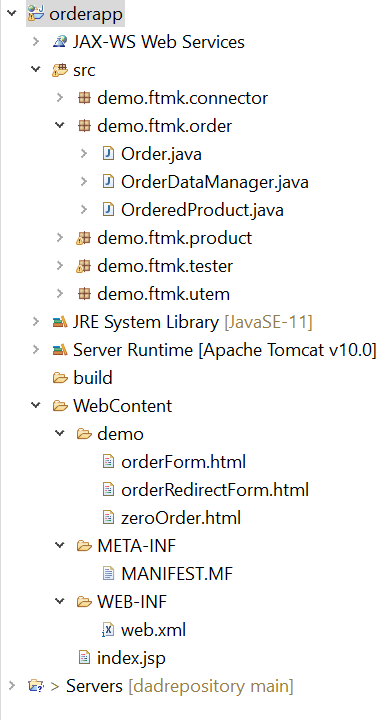 orderapp
JAX-WS Web Services
src
demo.ftmk.connector
demo.ftmk.order
Order.java
OrderDataManager.java
OrderedProduct.java
demo.ftmk.product
demo.ftmk.tester
demo.ftmk.utem
JRE System Library [JavaSE-11]
Server Runtime [Apache Tomcat v10.0]
build
WebContent
demo
orderForm.html
orderRedirectForm.html
zeroOrder.html
META-INF
MANIFEST.MF
WEB-INF
web.xml
index.jsp
> Servers [dadrepository main]